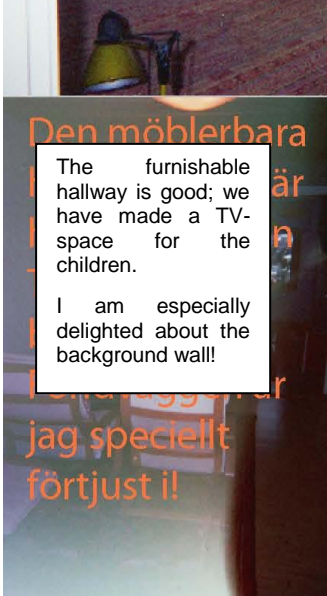 Den möblerbara
är
The furnishable
hallway is good; we
have made a TV-
space for the
children.
I am especially
delighted about the
background wall!
jag speciellt
förtjust i!